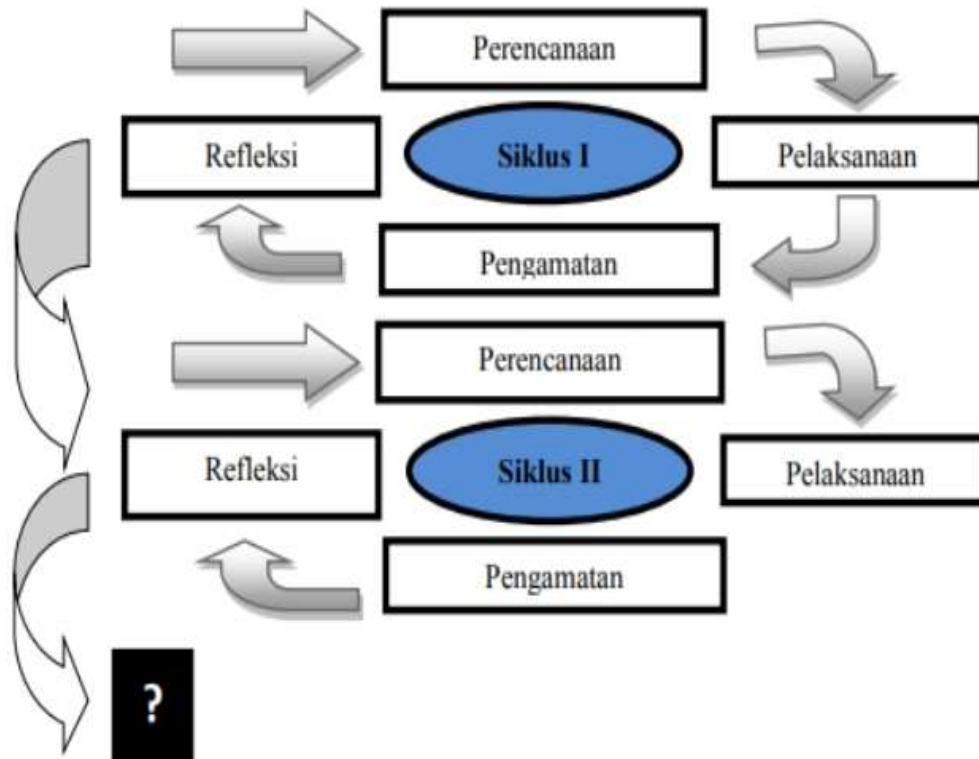 Perencanaan
Refleksi
Siklus I
Pelaksanaan
Pengamatan
Perencanaan
Refleksi
Siklus II
Pelaksanaan
Pengamatan
?